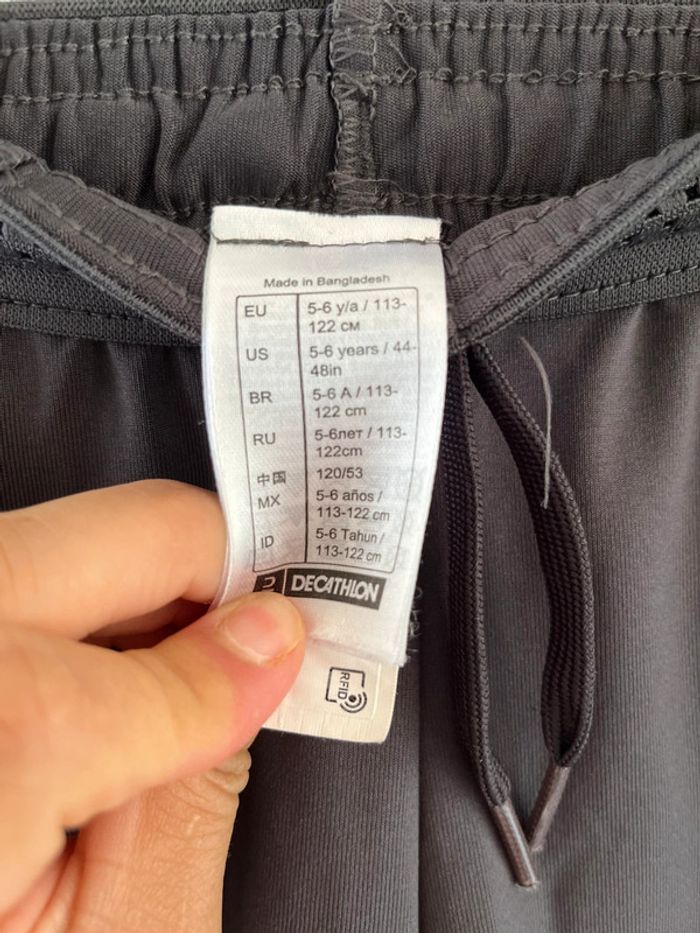 Made in Bangladesh
EU 5-6 y/a / 113-
122 см
US 5-6 years / 44-
48in
BR 5-6 A / 113-
122 cm
RU 5-6лет / 113-
122cm
中国 120/53
MX 5-6 años /
113-122 cm
ID 5-6 Tahun /
113-122 cm
DECATHLON
RFID